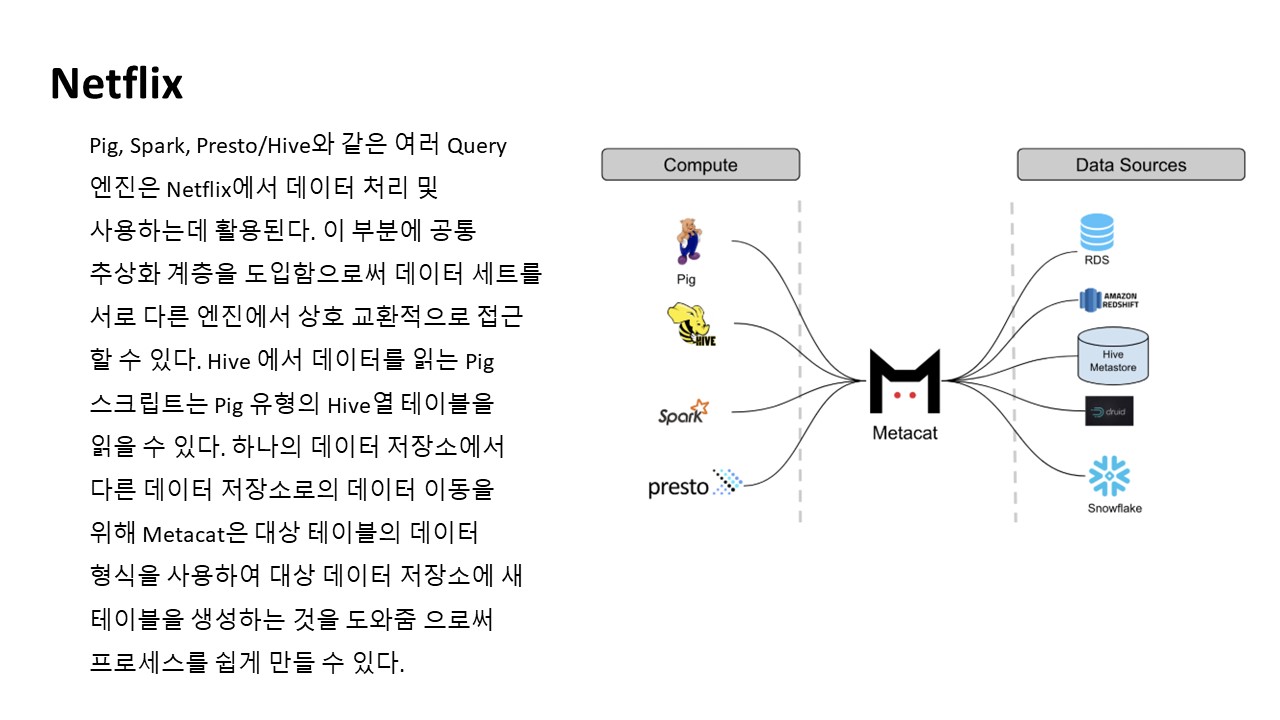 Netflix
Pig, Spark, Presto/Hive와 같은 여러 Query
엔진은 Netflix에서 데이터 처리 및
사용하는데 활용된다. 이 부분에 공통
추상화 계층을 도입함으로써 데이터 세트를
서로 다른 엔진에서 상호 교환적으로 접근
할 수 있다. Hive 에서 데이터를 읽는 Pig
스크립트는 Pig 유형의 Hive열 테이블을
읽을 수 있다. 하나의 데이터 저장소에서
다른 데이터 저장소로의 데이터 이동을
위해 Metacat은 대상 테이블의 데이터
형식을 사용하여 대상 데이터 저장소에 새
테이블을 생성하는 것을 도와줌 으로써
프로세스를 쉽게 만들 수 있다.
Compute
Pig
HIVE
Spark
presto
Metacat
Data Sources
RDS
AMAZON
REDSHIFT
Hive
Metastore
druid
Snowflake